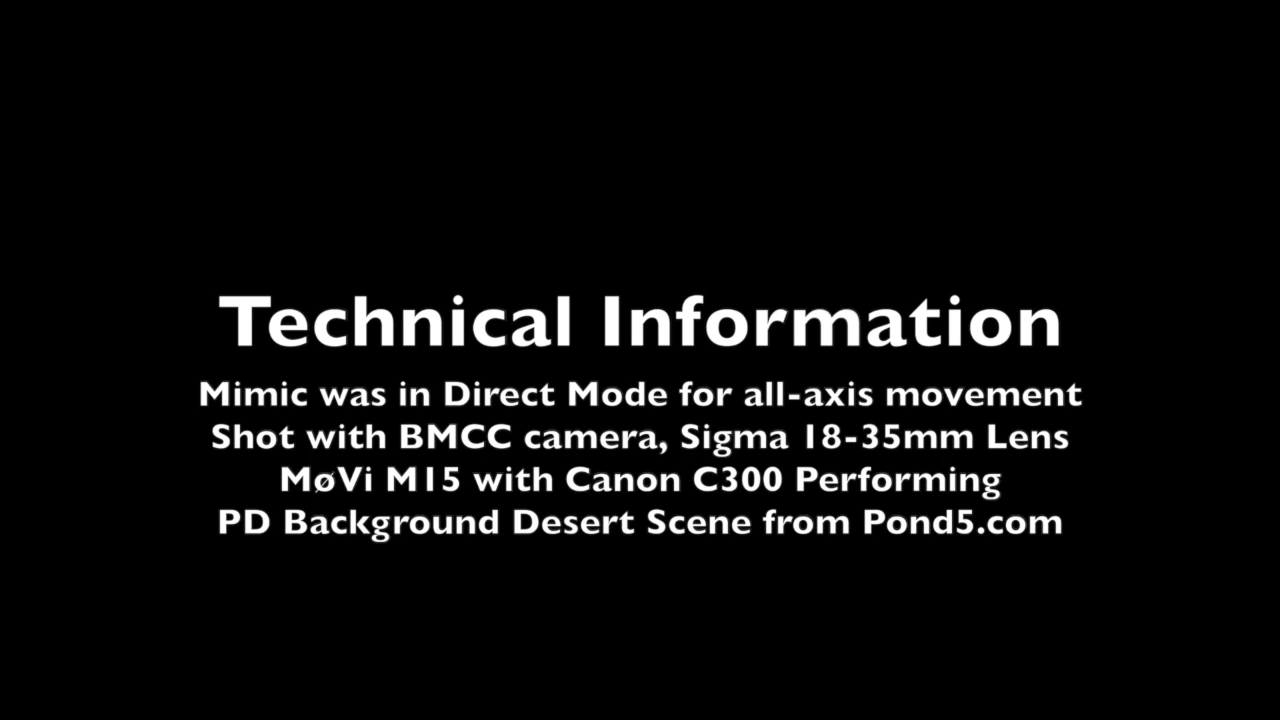 Technical Information
Mimic was in Direct Mode for all-axis movement
Shot with BMCC camera, Sigma 18-35mm Lens
MøVi M15 with Canon C300 Performing
PD Background Desert Scene from Pond5.com